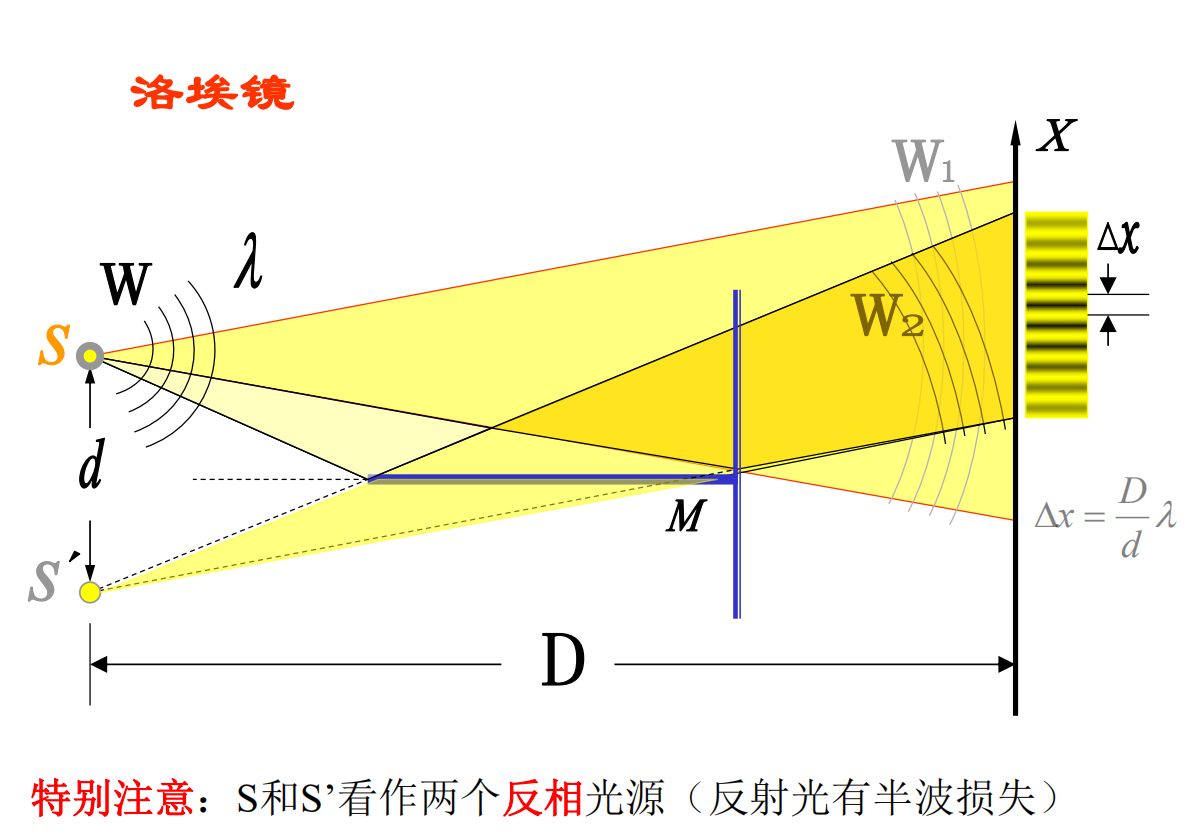 洛埃镜
X
W₁
Δx
λ
W
W₂
S
d
M
Δx = D/d λ
S′
D
特别注意：S和S’看作两个反相光源（反射光有半波损失）